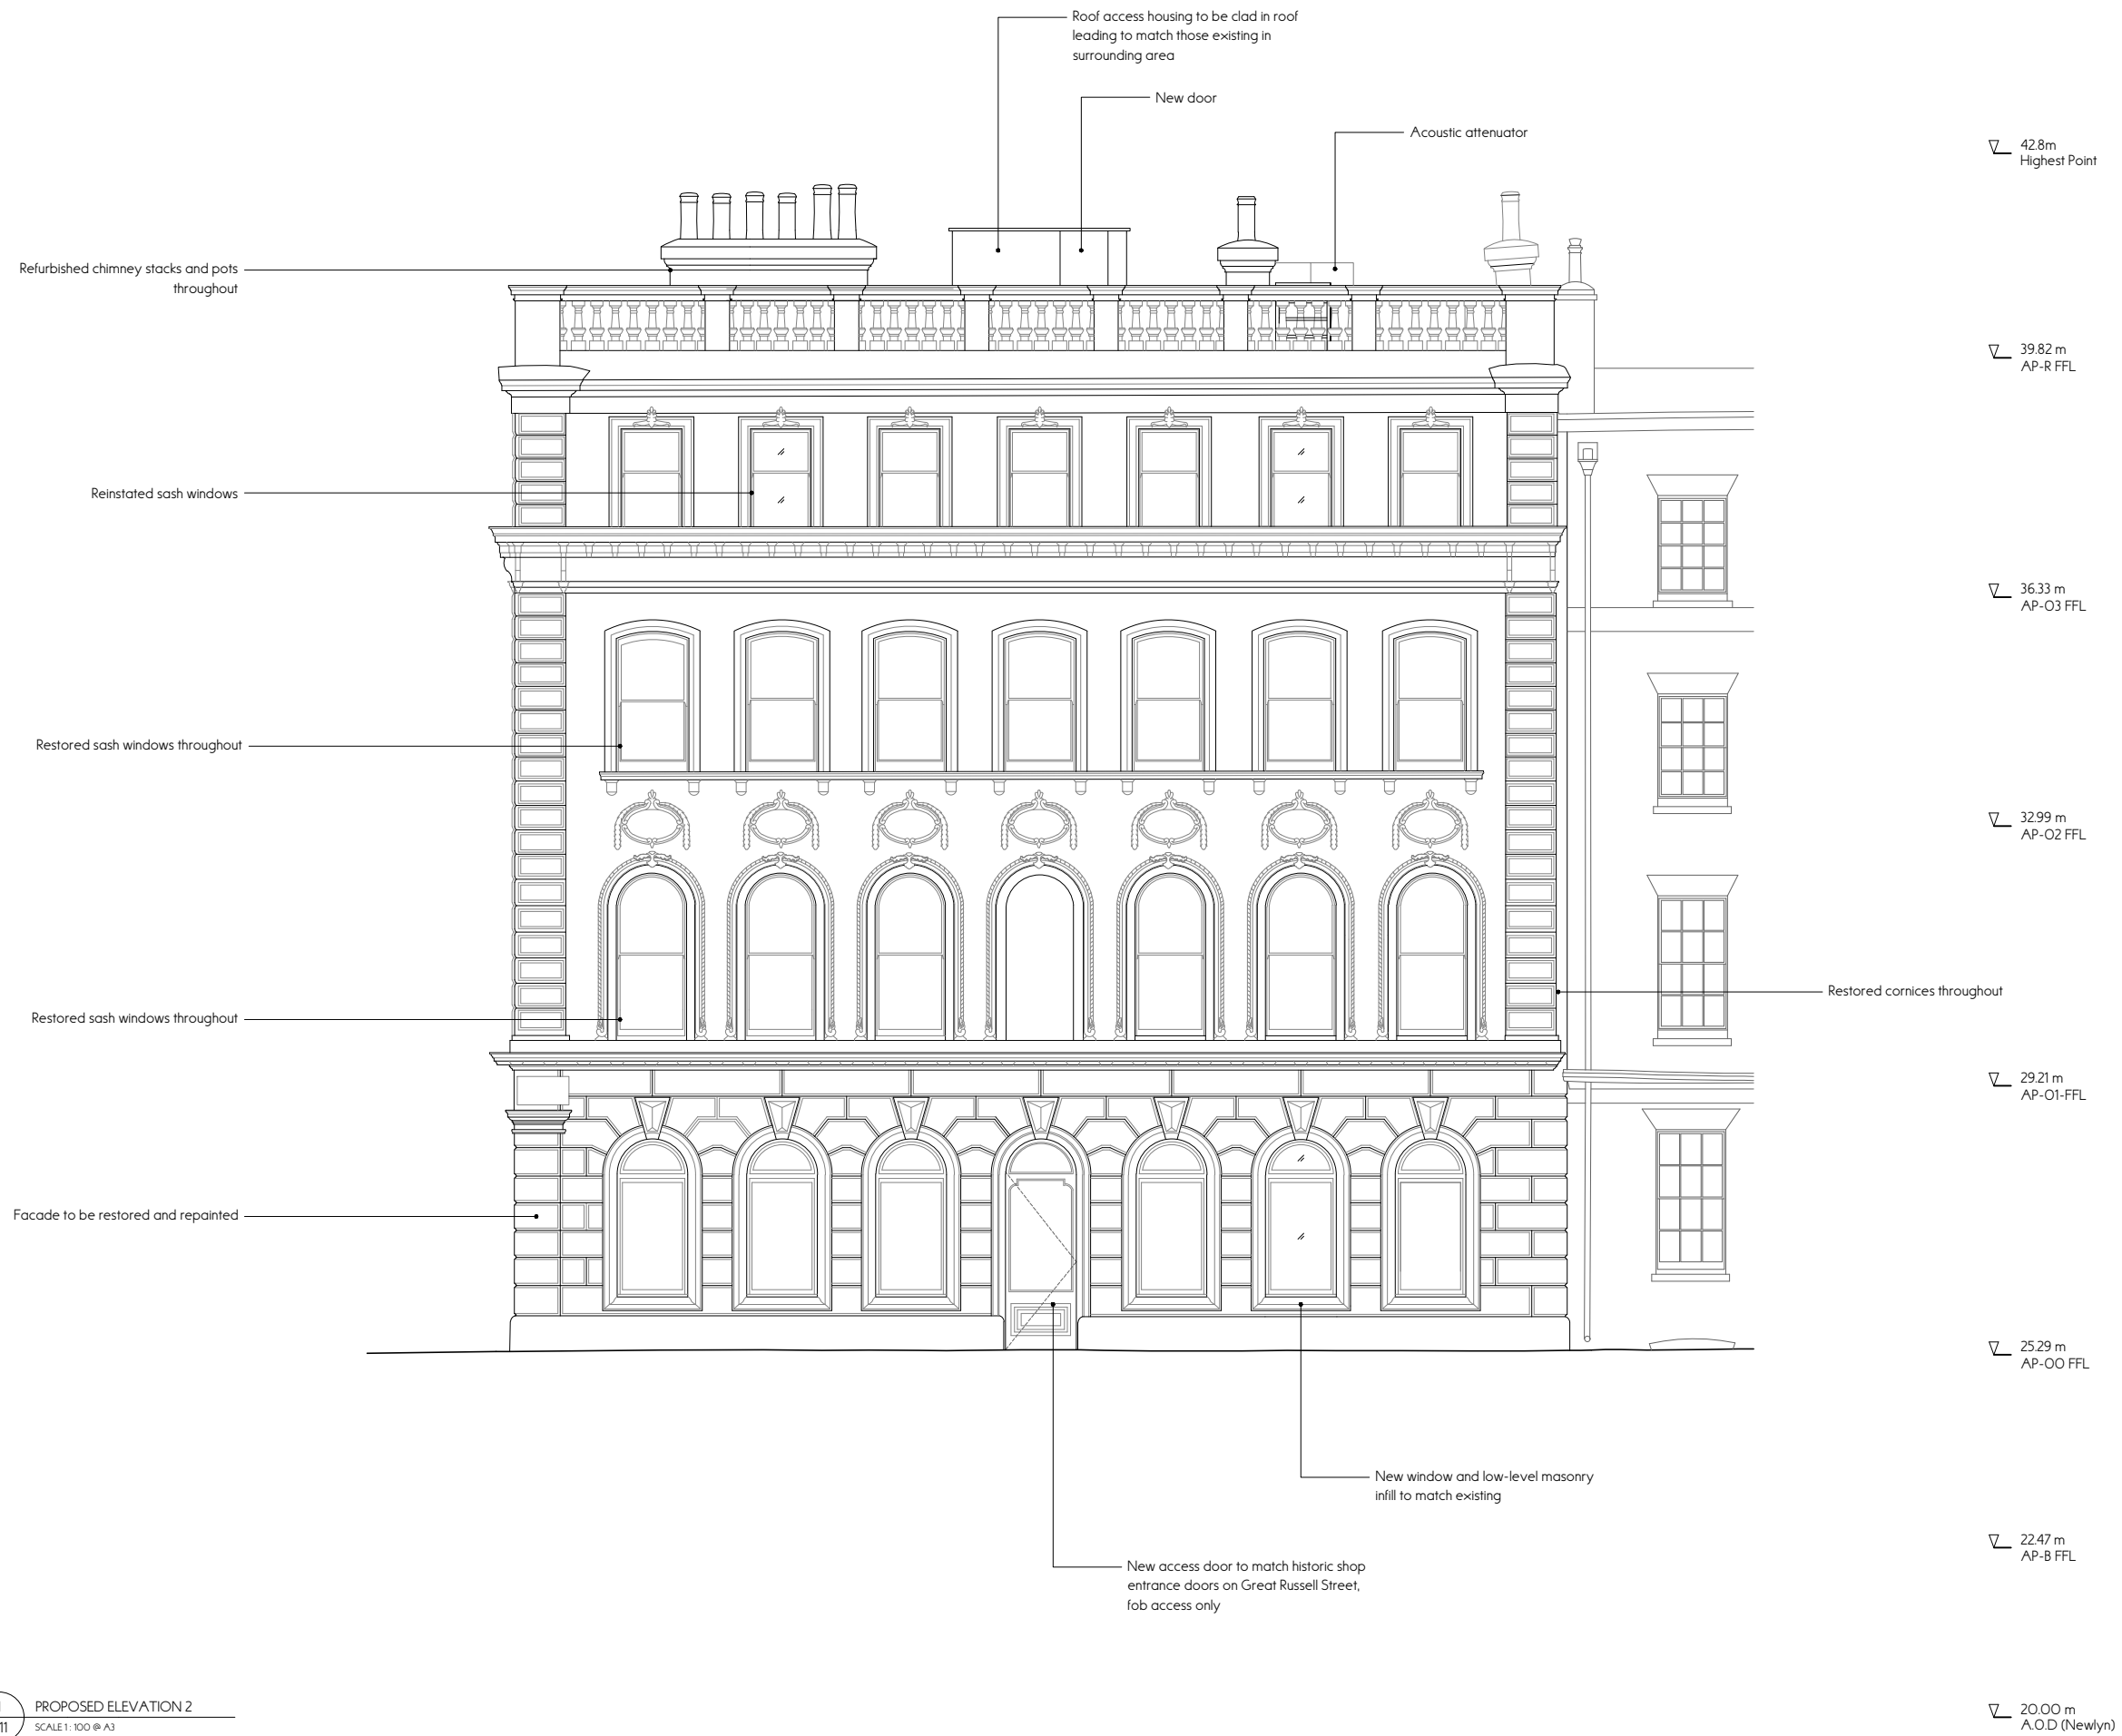 Roof access housing to be clad in roof
leading to match those existing in
surrounding area
New door
Acoustic attenuator
42.8m
Highest Point
Refurbished chimney stacks and pots
throughout
39.82 m
AP-R FFL
Reinstated sash windows
36.33 m
AP-03 FFL
Restored sash windows throughout
32.99 m
AP-02 FFL
Restored cornices throughout
Restored sash windows throughout
29.21 m
AP-01-FFL
Facade to be restored and repainted
25.29 m
AP-00 FFL
New window and low-level masonry
infill to match existing
22.47 m
AP-B FFL
New access door to match historic shop
entrance doors on Great Russell Street,
fob access only
PROPOSED ELEVATION 2
11
SCALE 1 : 100 @ A3
20.00 m
A.O.D (Newlyn)